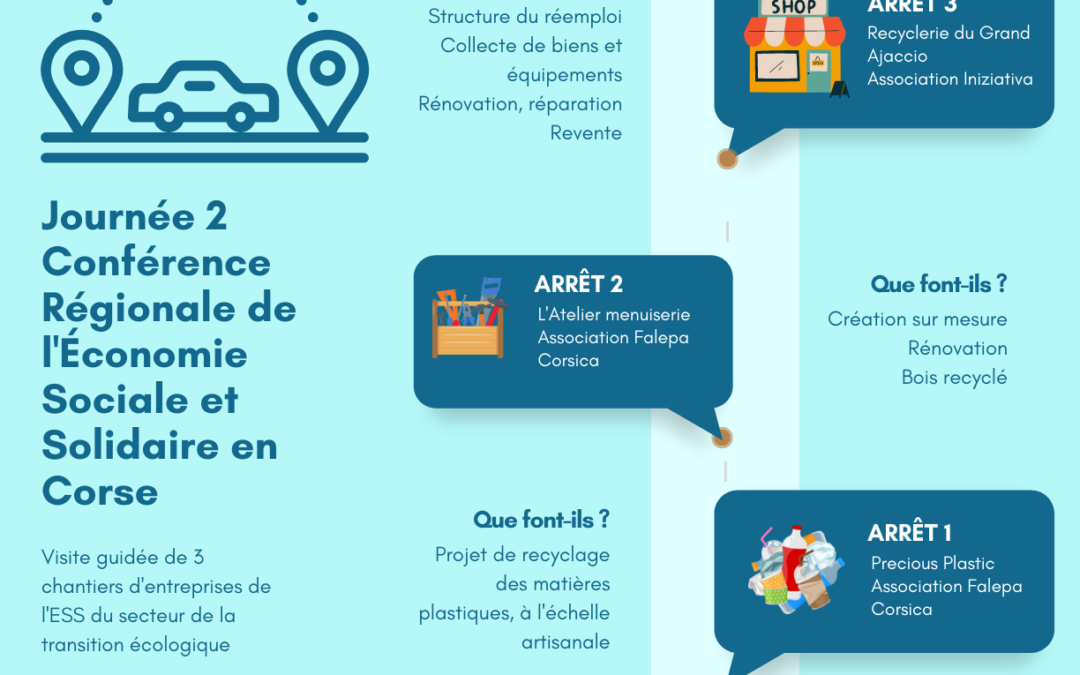 Journée 2
Conférence
Régionale de
l'Économie
Sociale et
Solidaire en
Corse
Visite guidée de 3
chantiers d'entreprises de
l'ESS du secteur de la
transition écologique
Structure du réemploi
Collecte de biens et
équipements
Rénovation, réparation
Revente
SHOP
ARRÊT 3
Recyclerie du Grand
Ajaccio
Association Iniziativa
ARRÊT 2
L'Atelier menuiserie
Association Falepa
Corsica
Que font-ils ?
Création sur mesure
Rénovation
Bois recyclé
Que font-ils ?
Projet de recyclage
des matières
plastiques, à l'échelle
artisanale
ARRÊT 1
Precious Plastic
Association Falepa
Corsica